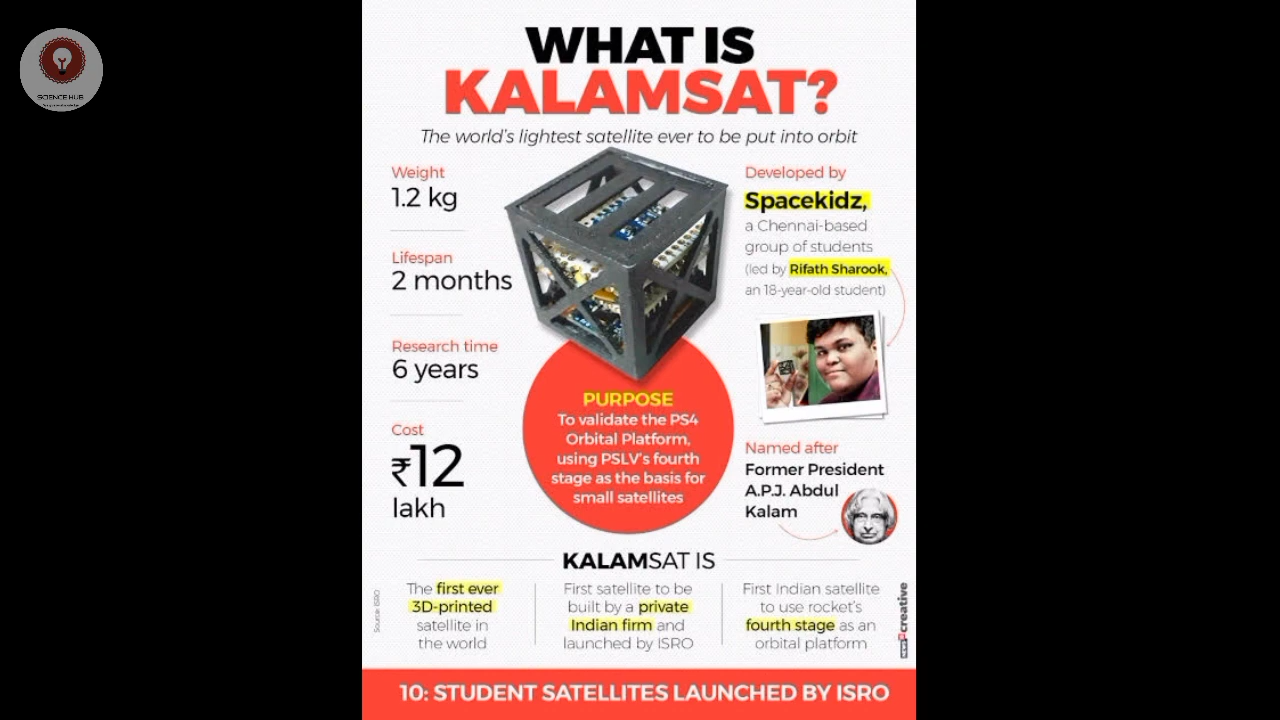 SCIENCE HUB
WHAT IS
KALAMSAT?
The world's lightest satellite ever to be put into orbit
Weight
1.2 kg
Lifespan
2 months
Research time
6 years
Cost
₹12
lakh
PURPOSE
To validate the PS4
Orbital Platform,
using PSLV's fourth
stage as the basis for
small satellites
Developed by
Spacekidz,
a Chennai-based
group of students
(led by Rifath Sharook,
an 18-year-old student)
Named after
Former President
A.P.J. Abdul
Kalam
KALAMSAT IS
The first ever
3D-printed
satellite in
the world
First satellite to be
built by a private
Indian firm and
launched by ISRO
First Indian satellite
to use rocket's
fourth stage as an
orbital platform
Source: ISRO
creative
10: STUDENT SATELLITES LAUNCHED BY ISRO